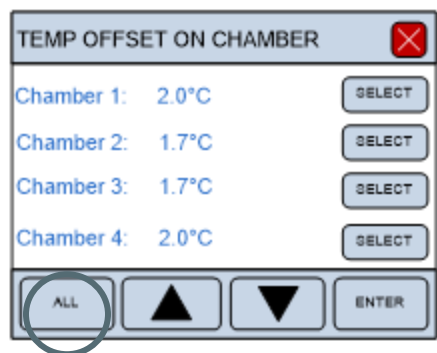 TEMP OFFSET ON CHAMBER
Chamber 1: 2.0°C SELECT
Chamber 2: 1.7°C SELECT
Chamber 3: 1.7°C SELECT
Chamber 4: 2.0°C SELECT
ALL ENTER